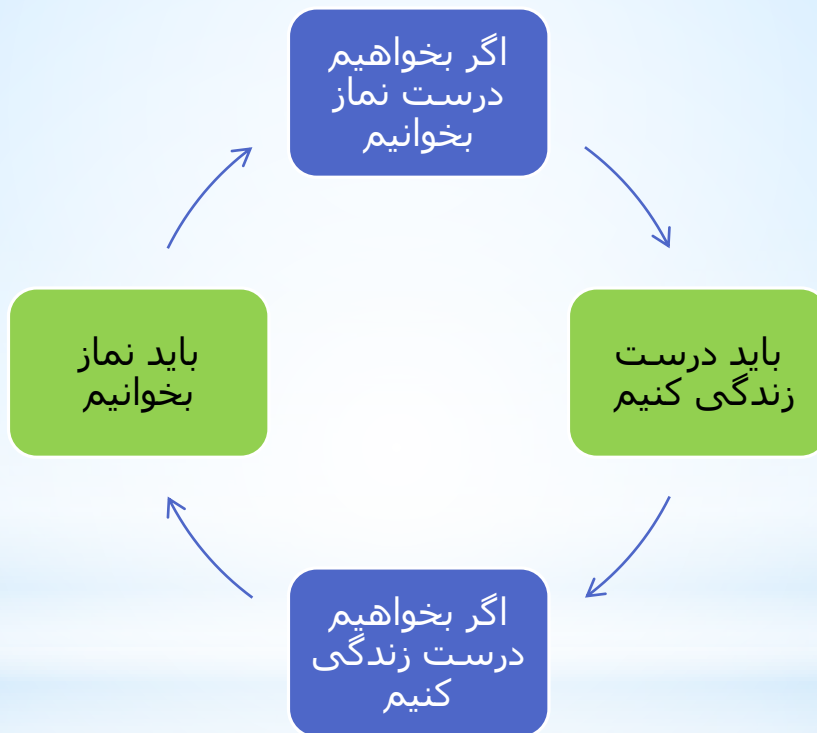 اگر بخواهیم
درست نماز
بخوانیم
باید درست
زندگی کنیم
اگر بخواهیم
درست زندگی
کنیم
باید نماز
بخوانیم